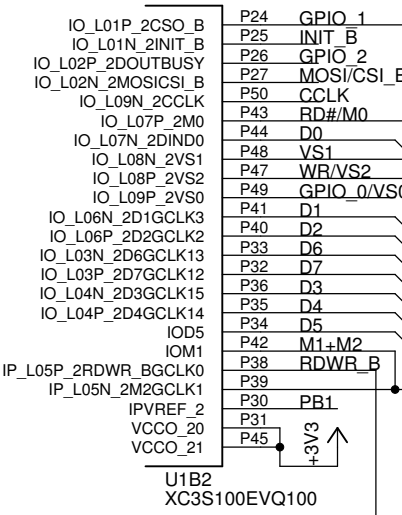 IO_L01P_2CSO_B P24 GPIO_1
IO_L01N_2INIT_B P25 INIT_B
IO_L02P_2DOUTBUSY P26 GPIO_2
IO_L02N_2MOSICSI_B P27 MOSI/CSI_B
IO_L09N_2CCLK P50 CCLK
IO_L07P_2M0 P43 RD#/M0
IO_L07N_2DIND0 P44 D0
IO_L08N_2VS1 P48 VS1
IO_L08P_2VS2 P47 WR/VS2
IO_L09P_2VS0 P49 GPIO_0/VS0
IO_L06N_2D1GCLK3 P41 D1
IO_L06P_2D2GCLK2 P40 D2
IO_L03N_2D6GCLK13 P33 D6
IO_L03P_2D7GCLK12 P32 D7
IO_L04N_2D3GCLK15 P36 D3
IO_L04P_2D4GCLK14 P35 D4
IOD5 P34 D5
IOM1 P42 M1+M2
IP_L05P_2RDWR_BGCLK0 P38 RDWR_B
IP_L05N_2M2GCLK1 P39
IPVREF_2 P30 PB1
VCCO_20 P31
VCCO_21 P45
+3V3
U1B2
XC3S100EVQ100